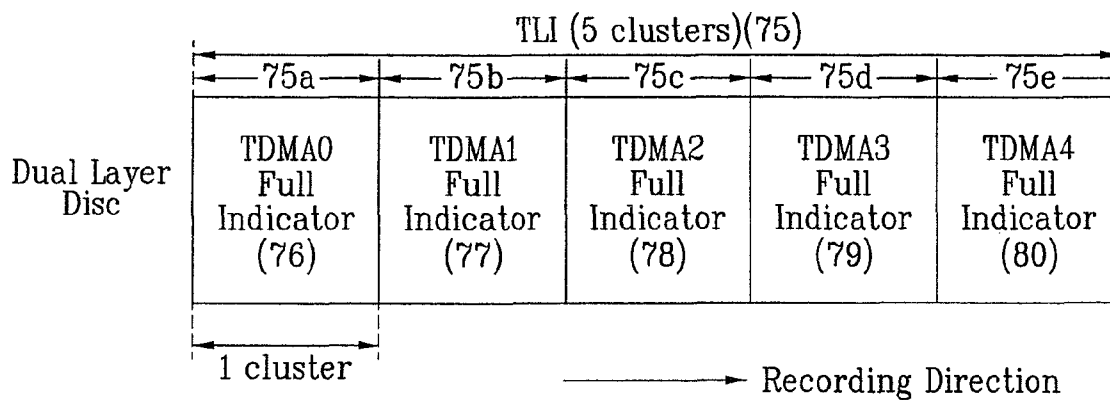 TLI (5 clusters)(75)
75a 75b 75c 75d 75e
Dual Layer
Disc
TDMA0
Full
Indicator
(76)
TDMA1
Full
Indicator
(77)
TDMA2
Full
Indicator
(78)
TDMA3
Full
Indicator
(79)
TDMA4
Full
Indicator
(80)
1 cluster
Recording Direction